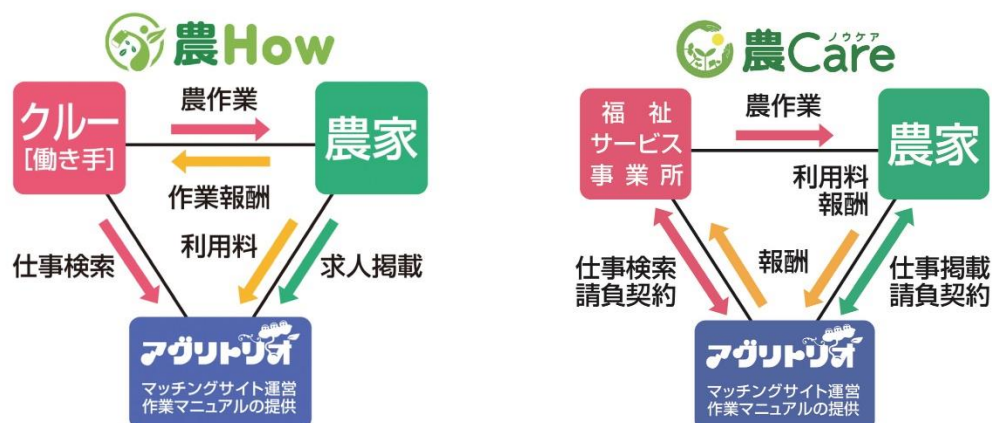 農How
クルー
[働き手]
農作業
農家
作業報酬
仕事検索
利用料
求人掲載
アグリトリオ
マッチングサイト運営
作業マニュアルの提供
ノウケア
農Care
福祉
サービス
事業所
農作業
農家
利用料
報酬
仕事検索
請負契約
報酬
仕事掲載
請負契約
アグリトリオ
マッチングサイト運営
作業マニュアルの提供